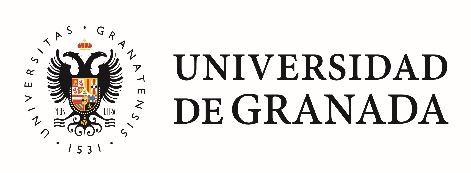 UNIVERSITAS · GRANATENSIS
· 1531 ·
UNIVERSIDAD
DE GRANADA